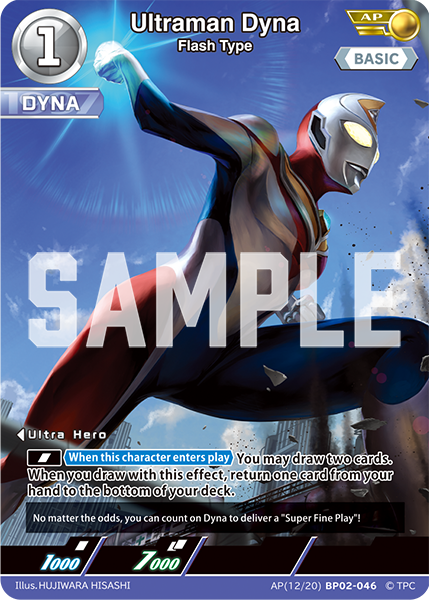 1
Ultraman Dyna
Flash Type
AP
BASIC
DYNA
SAMPLE
Ultra Hero
When this character enters play You may draw two cards.
When you draw with this effect, return one card from your
hand to the bottom of your deck.
No matter the odds, you can count on Dyna to deliver a "Super Fine Play"!
1000 7000
Illus. HUJIWARA HISASHI AP(12/20) BP02-046 © TPC